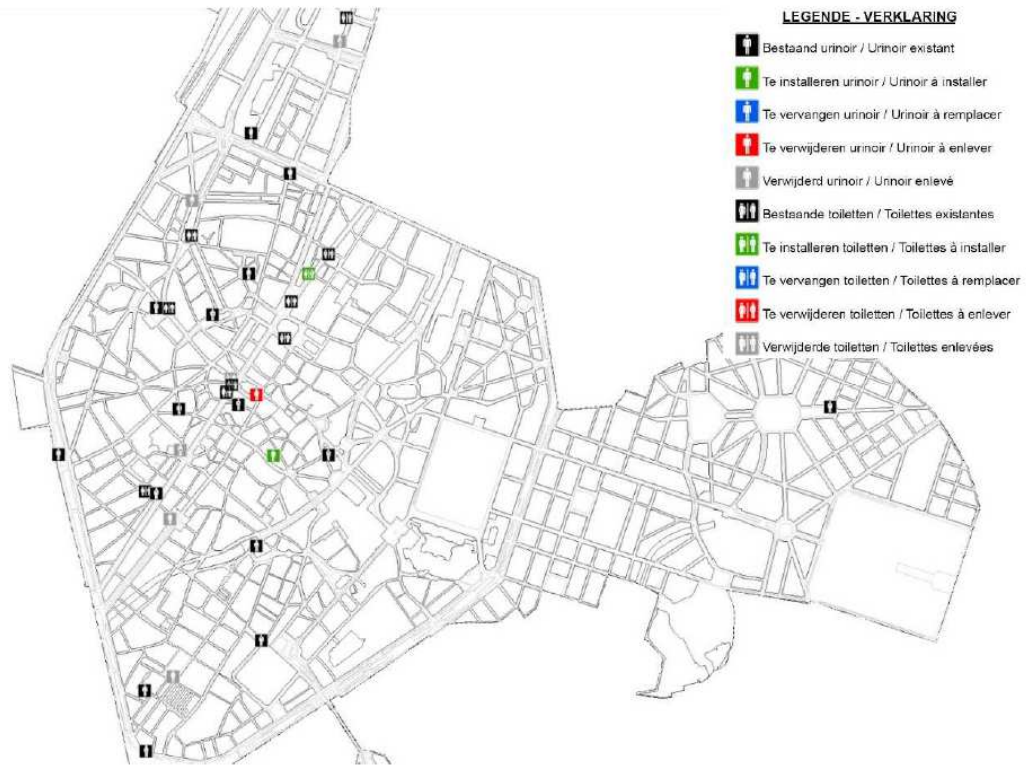 LEGENDE - VERKLARING
Bestaand urinoir / Urinoir existant
Te installeren urinoir / Urinoir à installer
Te vervangen urinoir / Urinoir à remplacer
Te verwijderen urinoir / Urinoir à enlever
Verwijderd urinoir / Urinoir enlevé
Bestaande toiletten / Toilettes existantes
Te installeren toiletten / Toilettes à installer
Te vervangen toiletten / Toilettes à remplacer
Te verwijderen toiletten / Toilettes à enlever
Verwijderde toiletten / Toilettes enlevées